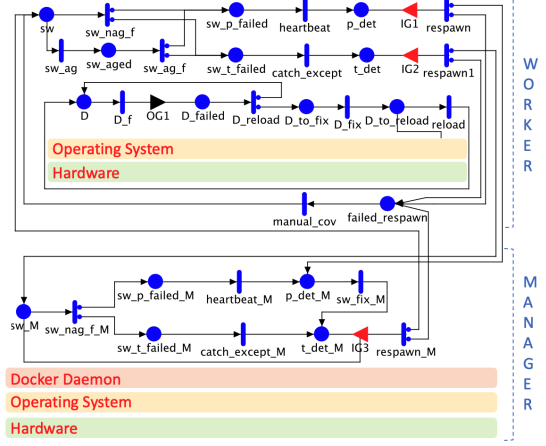 sw
sw_nag_f
sw_p_failed
heartbeat
p_det
IG1
respawn
sw_ag
sw_aged
sw_ag_f
sw_t_failed
catch_except
t_det
IG2
respawn1
D
D_f
OG1
D_failed
D_reload
D_to_fix
D_fix
D_to_reload
reload
Operating System
Hardware
WORKER
manual_cov
failed_respawn
sw_M
sw_nag_f_M
sw_p_failed_M
heartbeat_M
p_det_M
sw_fix_M
sw_t_failed_M
catch_except_M
t_det_M
IG3
respawn_M
MANAGER
Docker Daemon
Operating System
Hardware